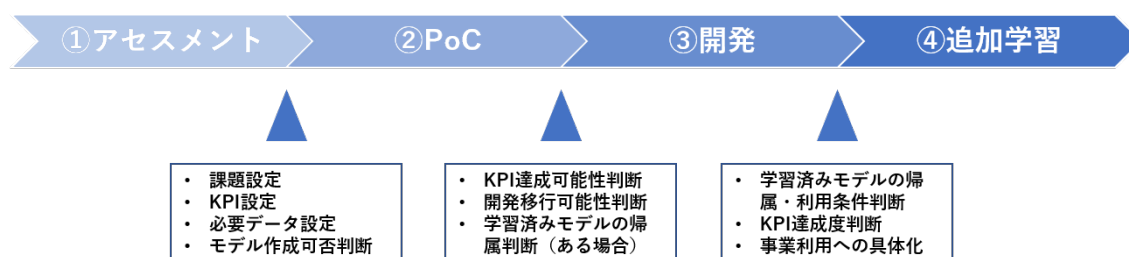 ①アセスメント
②PoC
③開発
④追加学習
• 課題設定
• KPI設定
• 必要データ設定
• モデル作成可否判断
• KPI達成可能性判断
• 開発移行可能性判断
• 学習済みモデルの帰
属判断（ある場合）
• 学習済みモデルの帰
属・利用条件判断
• KPI達成度判断
• 事業利用への具体化